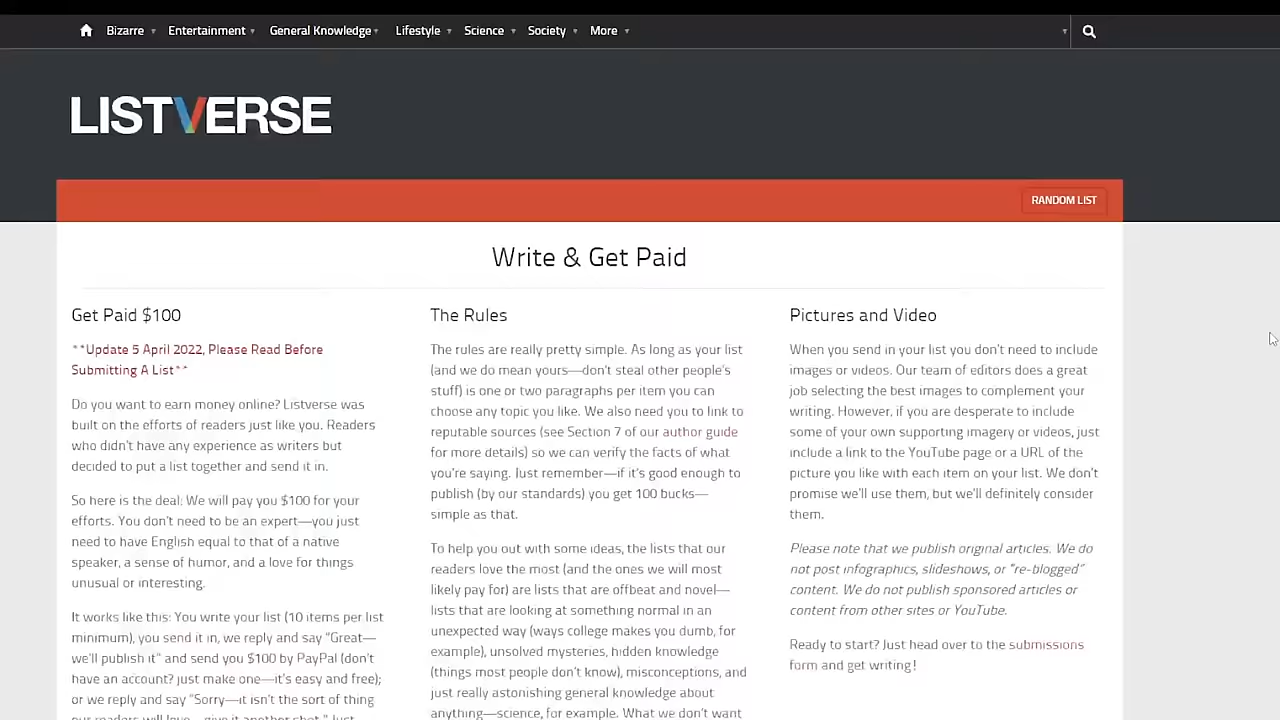 Bizarre Entertainment General Knowledge Lifestyle Science Society More
LISTVERSE
RANDOM LIST
Write & Get Paid
Get Paid $100
**Update 5 April 2022, Please Read Before
Submitting A List**
Do you want to earn money online? Listverse was
built on the efforts of readers just like you. Readers
who didn't have any experience as writers but
decided to put a list together and send it in.
So here is the deal: We will pay you $100 for your
efforts. You don't need to be an expert—you just
need to have English equal to that of a native
speaker, a sense of humor, and a love for things
unusual or interesting.
It works like this: You write your list (10 items per list
minimum), you send it in, we reply and say "Great—
we'll publish it" and send you $100 by PayPal (don't
have an account? just make one—it's easy and free);
or we reply and say "Sorry—it isn't the sort of thing
our readers will love—give it another shot." Just
The Rules
The rules are really pretty simple. As long as your list
(and we do mean yours—don't steal other people's
stuff) is one or two paragraphs per item you can
choose any topic you like. We also need you to link to
reputable sources (see Section 7 of our author guide
for more details) so we can verify the facts of what
you're saying. Just remember—if it's good enough to
publish (by our standards) you get 100 bucks—
simple as that.
To help you out with some ideas, the lists that our
readers love the most (and the ones we will most
likely pay for) are lists that are offbeat and novel—
lists that are looking at something normal in an
unexpected way (ways college makes you dumb, for
example), unsolved mysteries, hidden knowledge
(things most people don't know), misconceptions, and
just really astonishing general knowledge about
anything—science, for example. What we don't want
Pictures and Video
When you send in your list you don't need to include
images or videos. Our team of editors does a great
job selecting the best images to complement your
writing. However, if you are desperate to include
some of your own supporting imagery or videos, just
include a link to the YouTube page or a URL of the
picture you like with each item on your list. We don't
promise we'll use them, but we'll definitely consider
them.
Please note that we publish original articles. We do
not post infographics, slideshows, or "re-blogged"
content. We do not publish sponsored articles or
content from other sites or YouTube.
Ready to start? Just head over to the submissions
form and get writing!